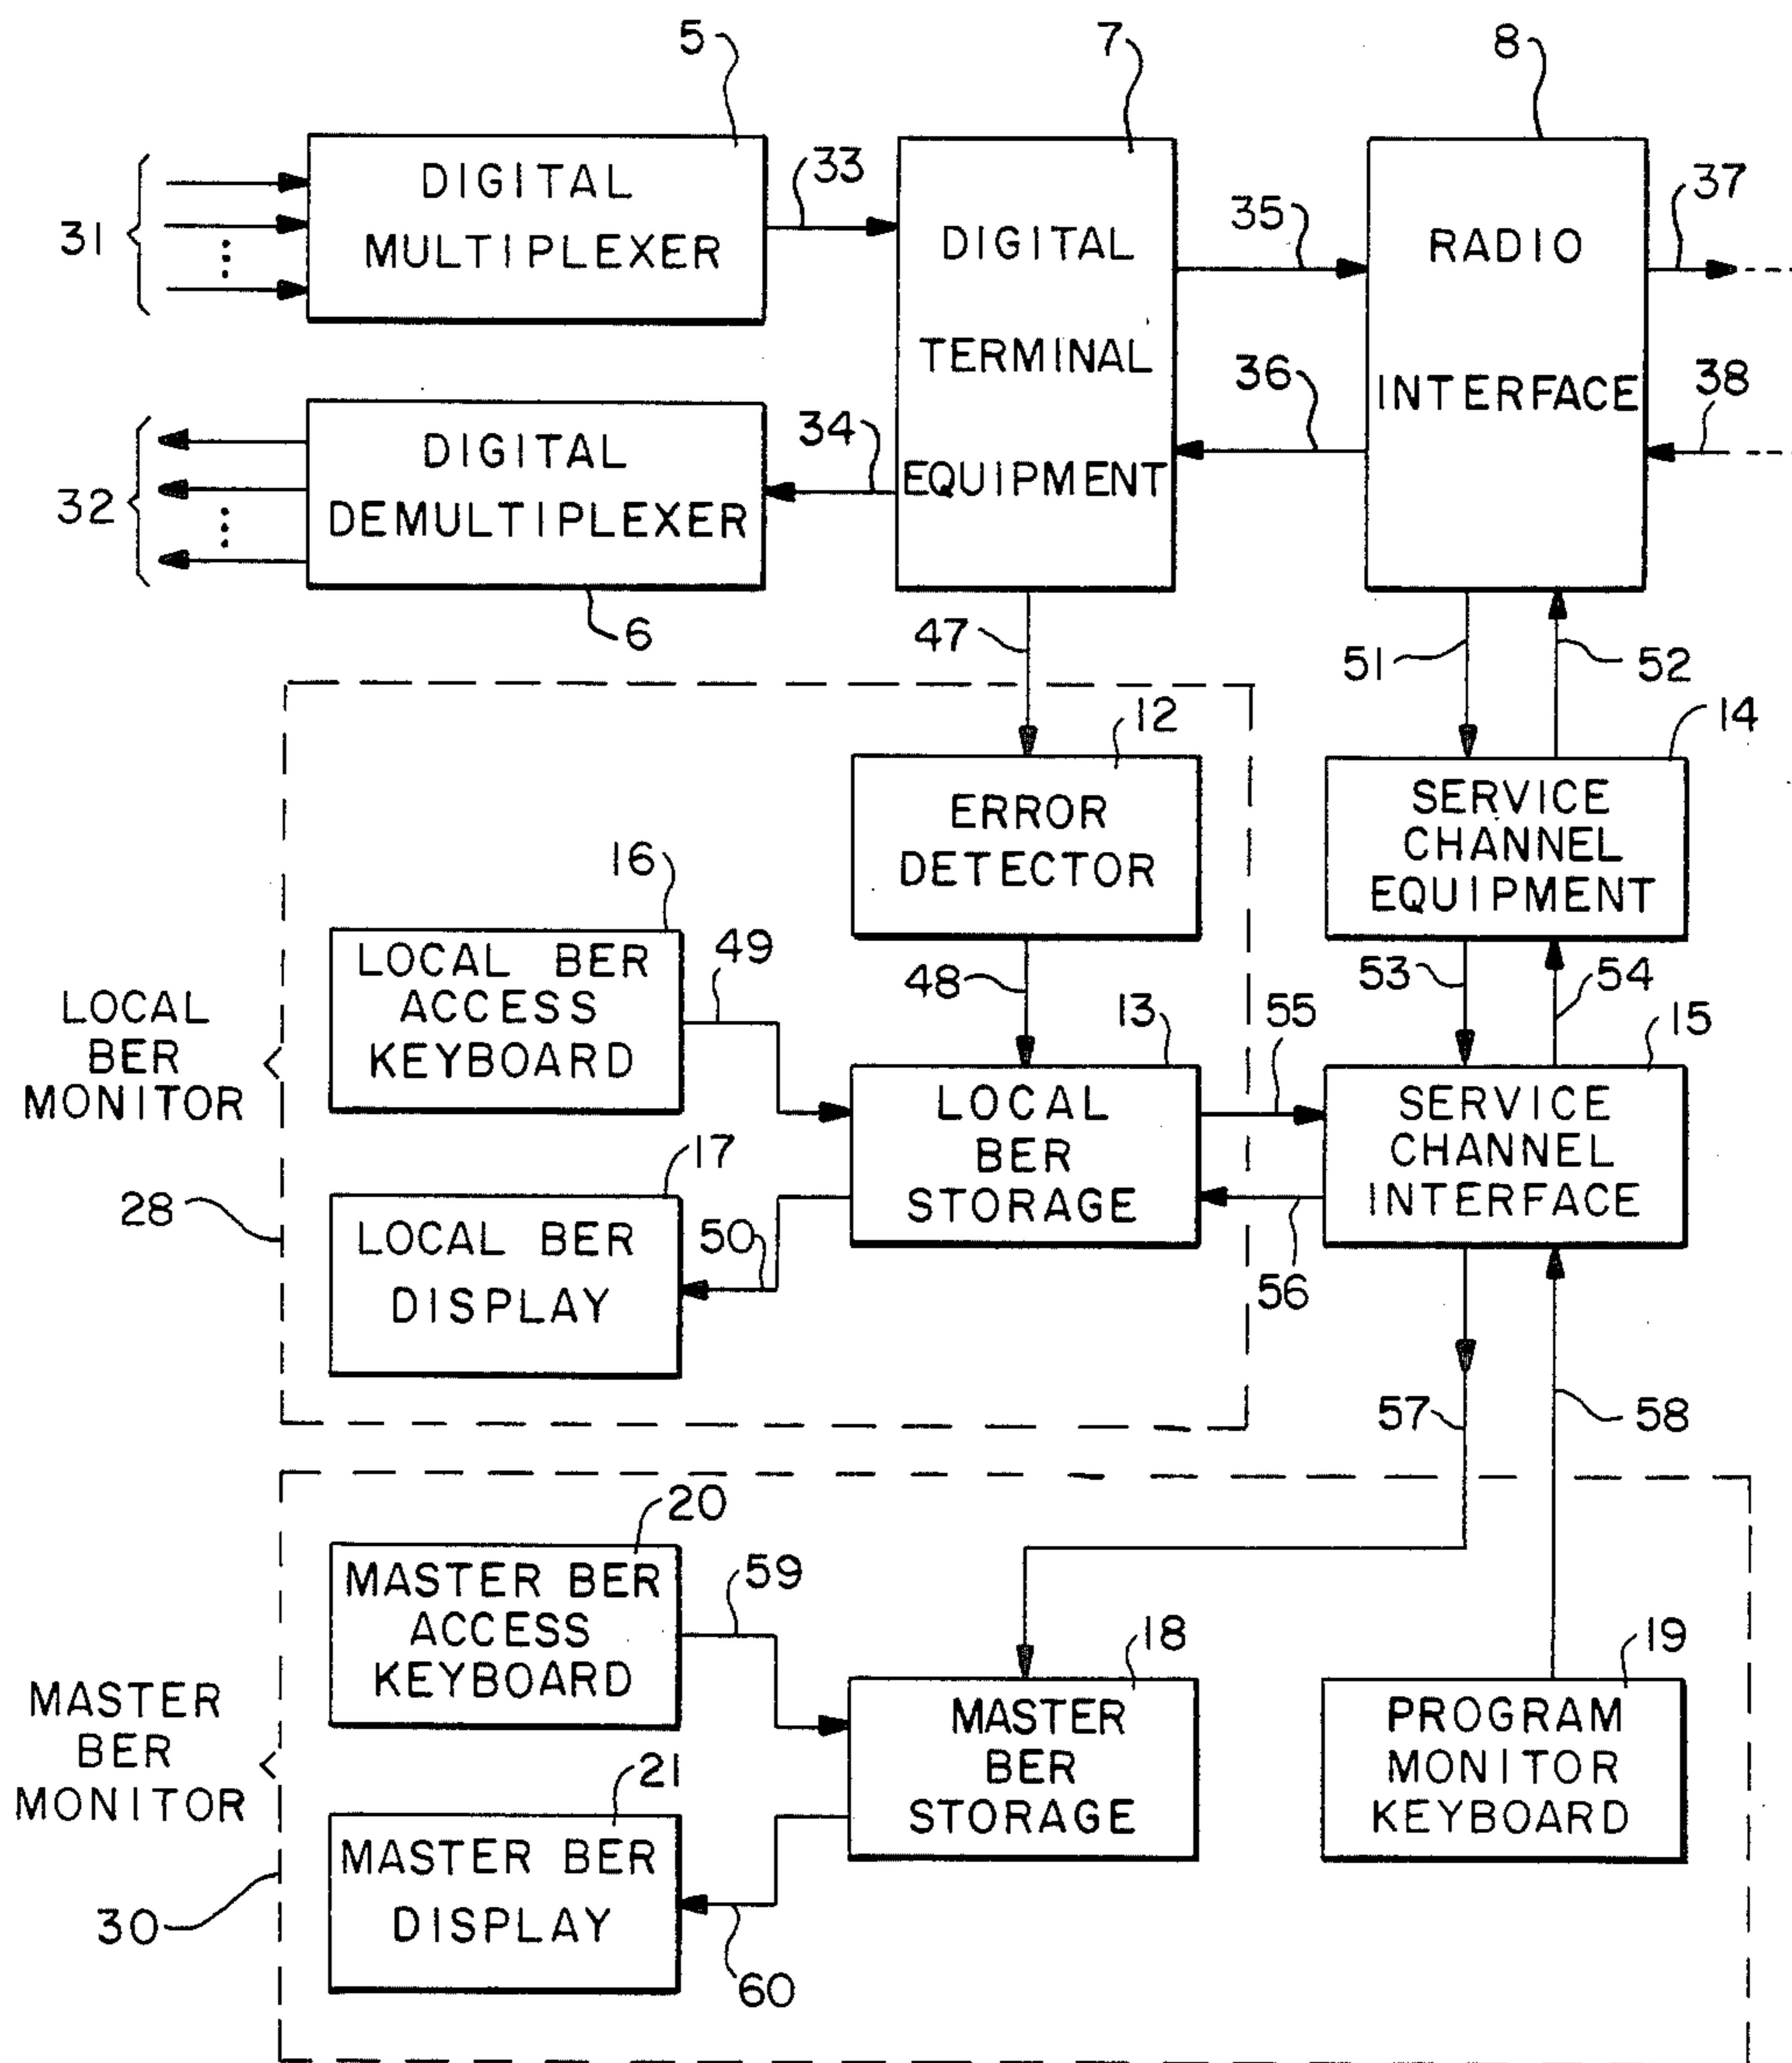 5
7
8
DIGITAL
MULTIPLEXER
33
31
DIGITAL
TERMINAL
EQUIPMENT
35
36
RADIO
INTERFACE
37
38
DIGITAL
DEMULTIPLEXER
34
32
6
47
51
52
12
14
ERROR
DETECTOR
SERVICE
CHANNEL
EQUIPMENT
16
LOCAL BER
ACCESS
KEYBOARD
49
48
53
54
LOCAL
BER
MONITOR
13
55
15
LOCAL
BER
STORAGE
SERVICE
CHANNEL
INTERFACE
17
28
LOCAL BER
DISPLAY
50
56
57
58
20
MASTER BER
ACCESS
KEYBOARD
59
18
19
MASTER
BER
MONITOR
MASTER
BER
STORAGE
PROGRAM
MONITOR
KEYBOARD
21
MASTER BER
DISPLAY
30
60